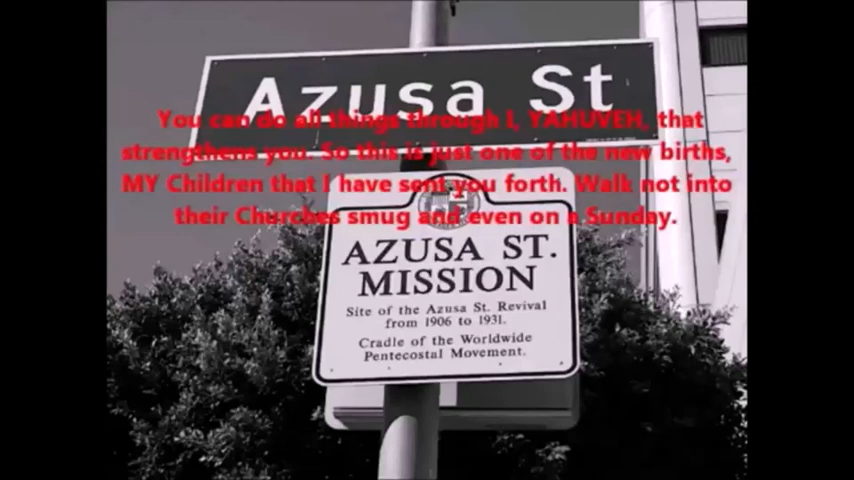 Azusa St
You can do all things through I, YAHUVEH, that
strengthens you. So this is just one of the new births,
MY Children that I have sent you forth. Walk not into
their Churches smug and even on a Sunday.
AZUSA ST.
MISSION
Site of the Azusa St. Revival
from 1906 to 1931.
Cradle of the Worldwide
Pentecostal Movement.